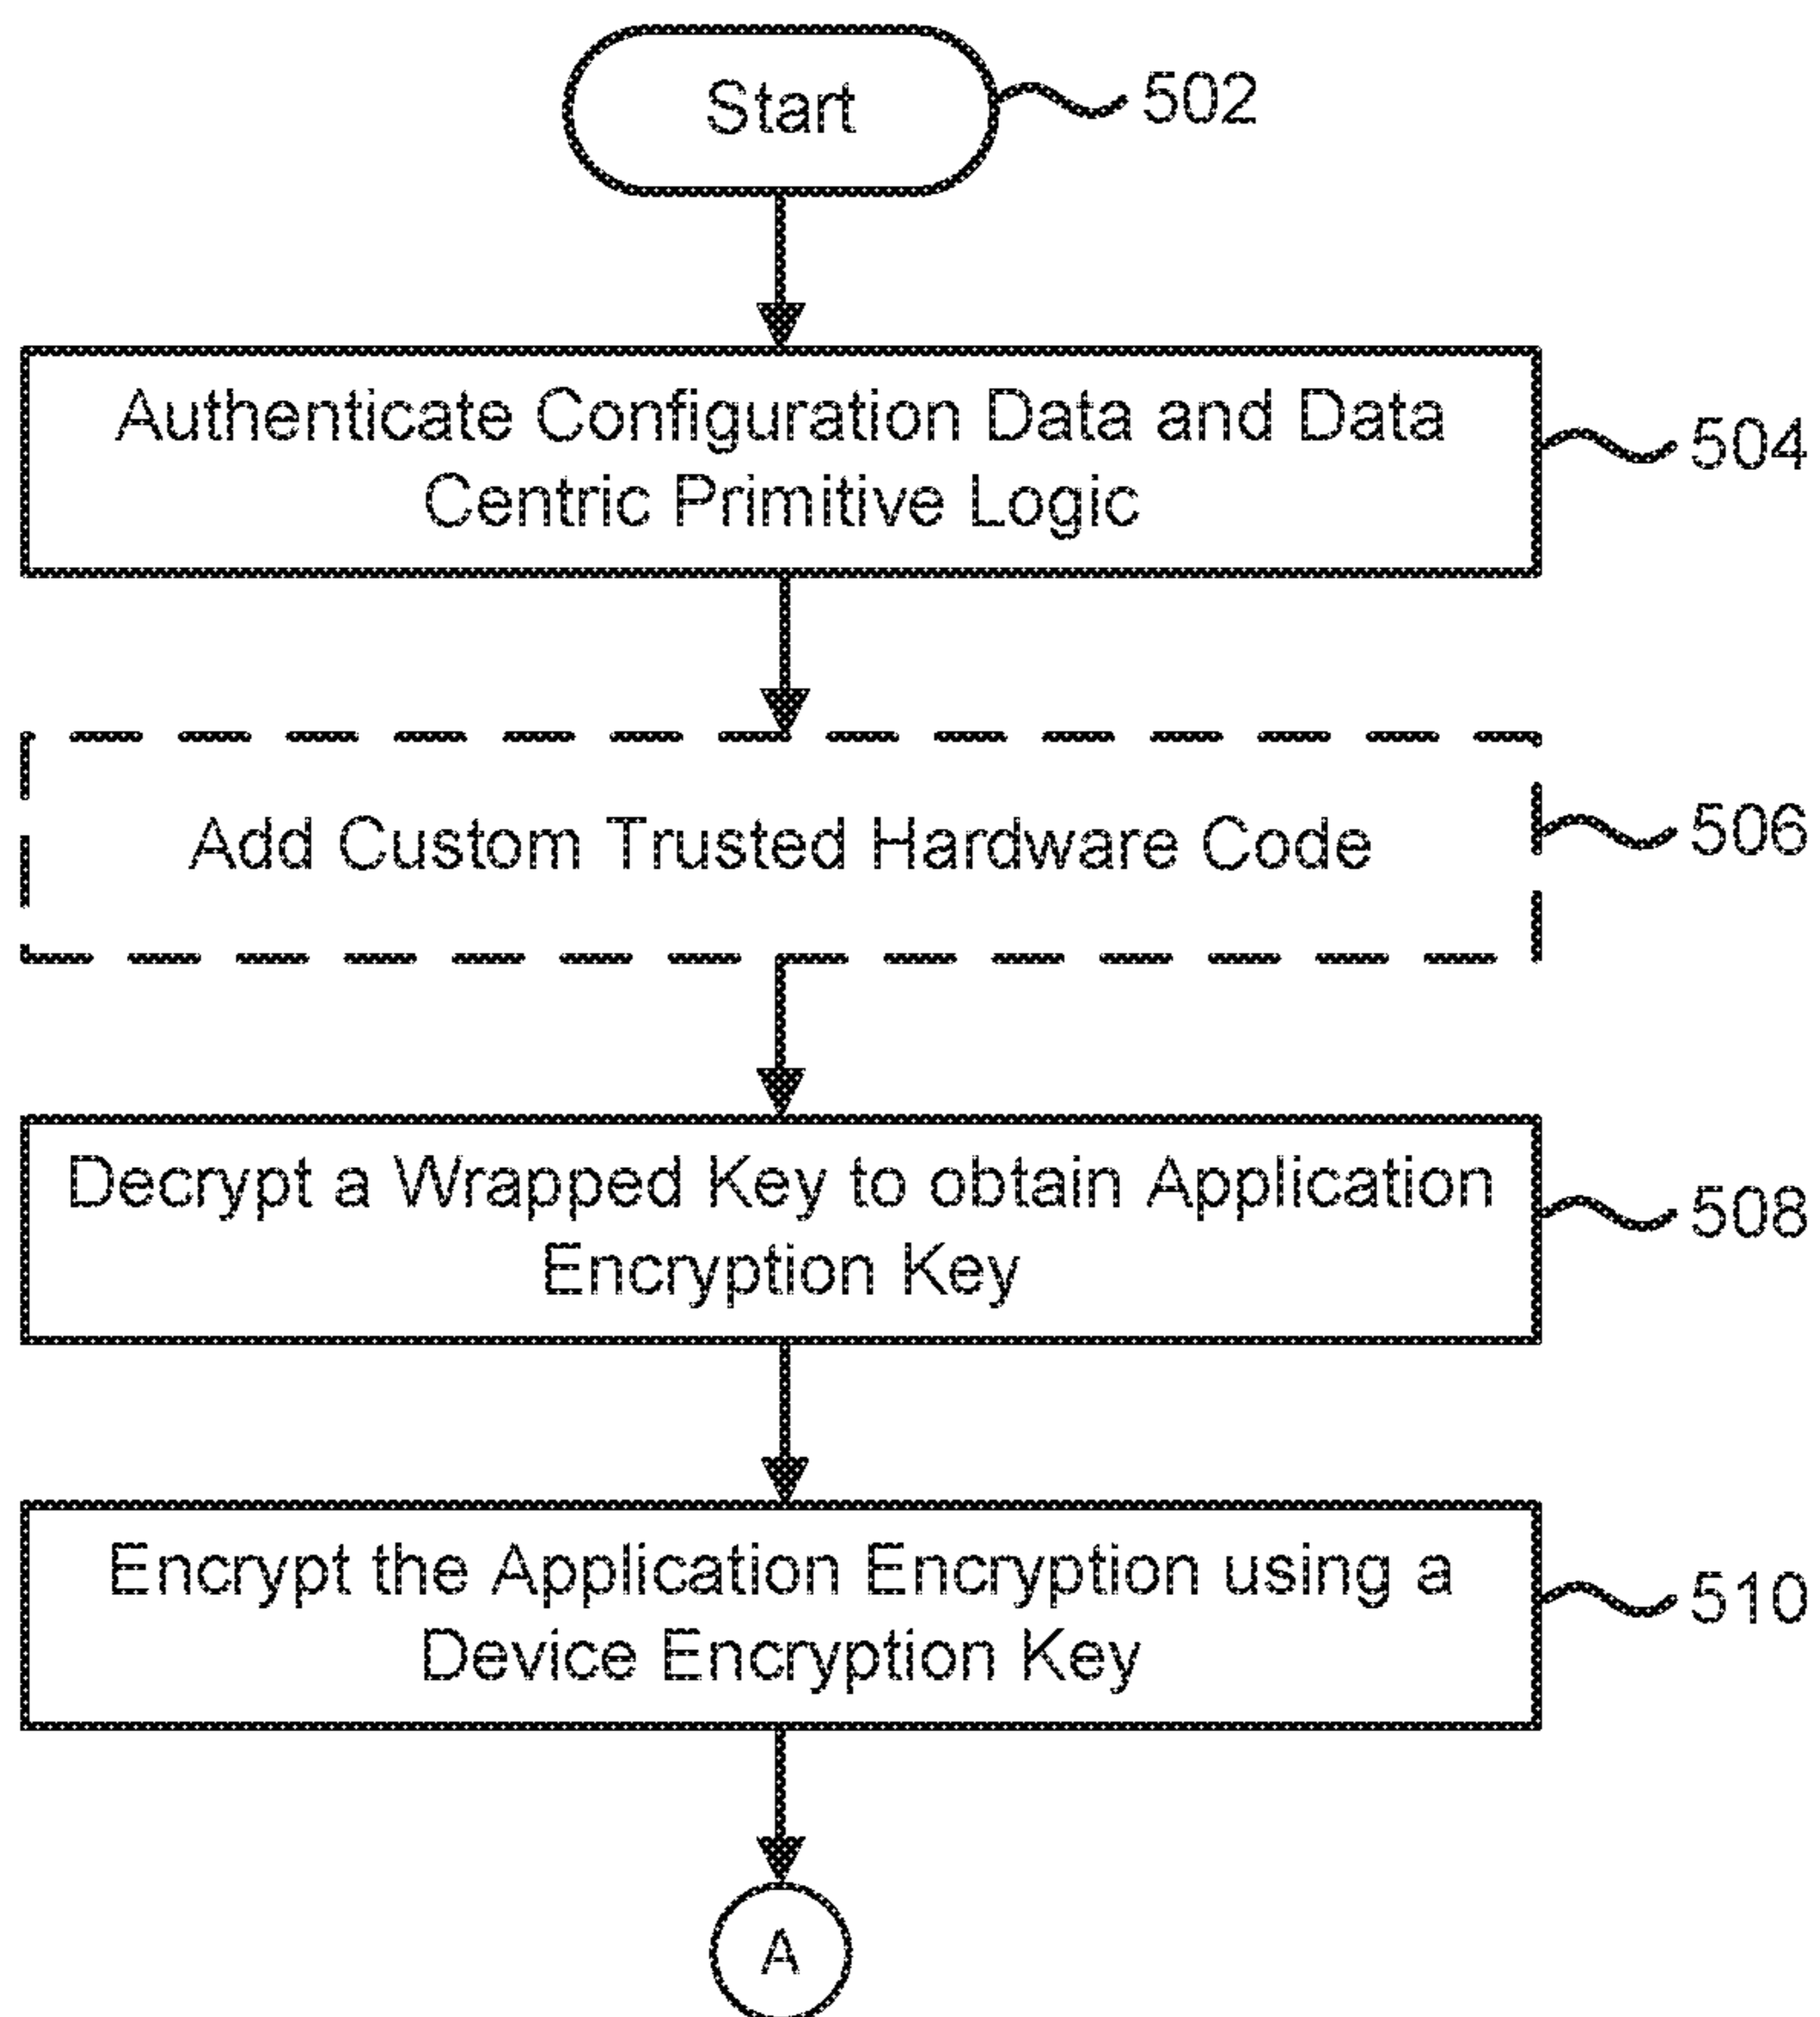 Start
502
Authenticate Configuration Data and Data
Centric Primitive Logic
504
Add Custom Trusted Hardware Code
506
Decrypt a Wrapped Key to obtain Application
Encryption Key
508
Encrypt the Application Encryption using a
Device Encryption Key
510
A